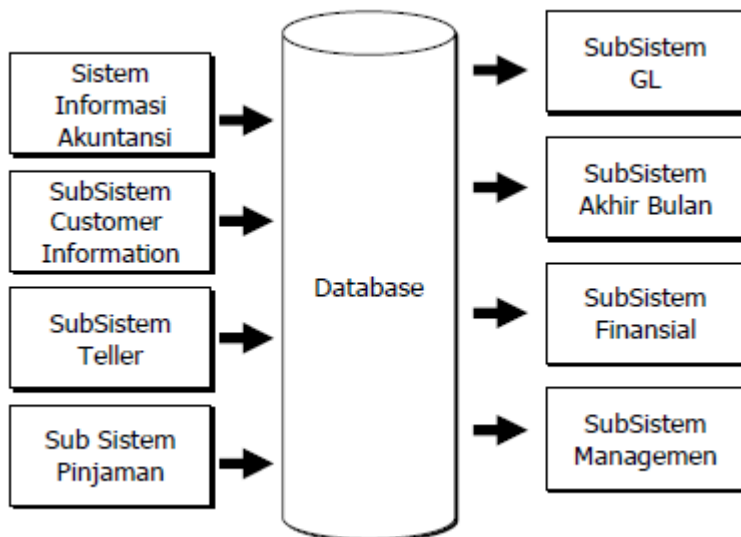 Sistem
Informasi
Akuntansi
SubSistem
Customer
Information
SubSistem
Teller
Sub Sistem
Pinjaman
Database
SubSistem
GL
SubSistem
Akhir Bulan
SubSistem
Finansial
SubSistem
Managemen